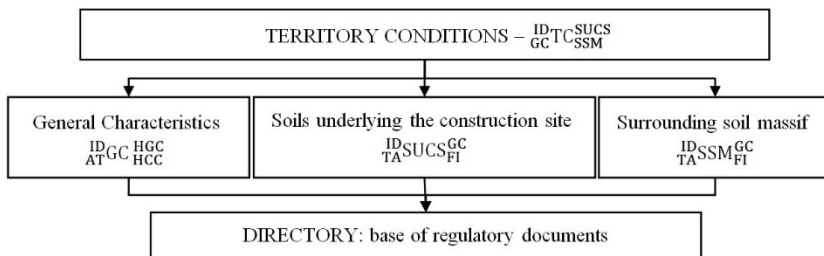 TERRITORY CONDITIONS – ID GC TC SUCS SSM
General Characteristics
ID AT GC HGC HCC
Soils underlying the construction site
ID TA SUCS GC FI
Surrounding soil massif
ID TA SSM GC FI
DIRECTORY: base of regulatory documents